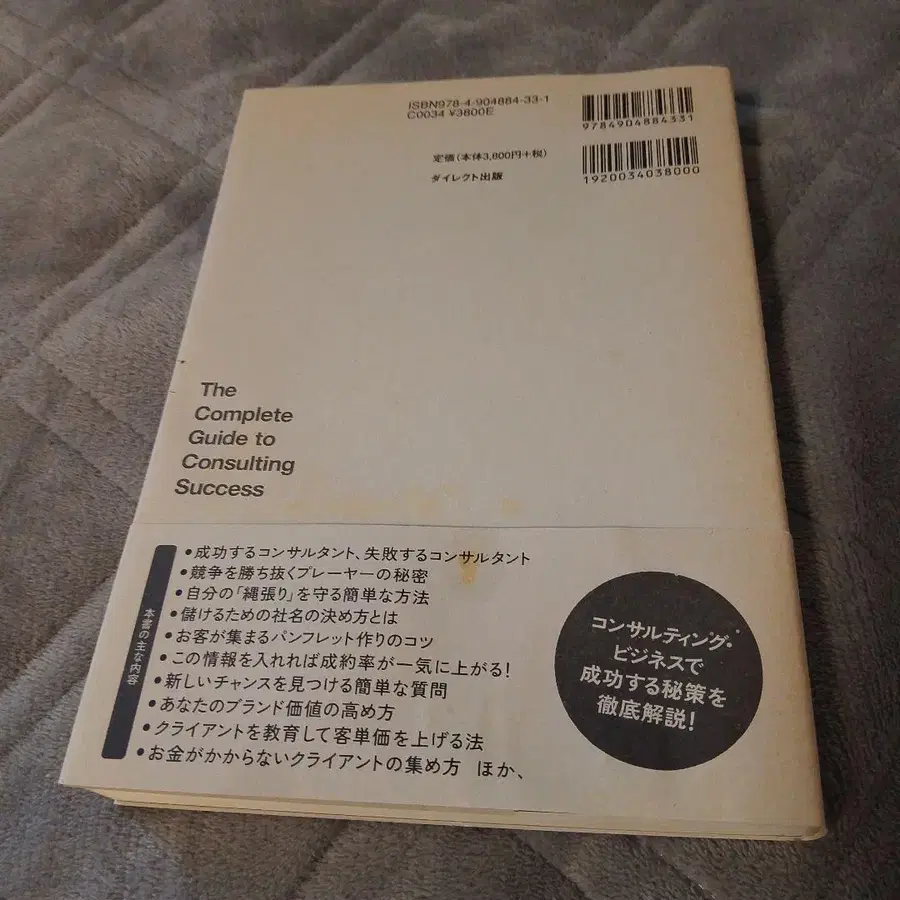 ISBN978-4-904884-33-1
C0034 ¥3800E
9784904884331
定価(本体3,800円+税)
ダイレクト出版
1920034038000
The
Complete
Guide to
Consulting
Success
本書の主な内容
•成功するコンサルタント、失敗するコンサルタント
•競争を勝ち抜くプレーヤーの秘密
•自分の「縄張り」を守る簡単な方法
•儲けるための社名の決め方とは
•お客が集まるパンフレット作りのコツ
•この情報を入れれば成約率が一気に上がる!
•新しいチャンスを見つける簡単な質問
•あなたのブランド価値の高め方
•クライアントを教育して客単価を上げる法
•お金がかからないクライアントの集め方 ほか、
コンサルティング・
ビジネスで
成功する秘策を
徹底解説!